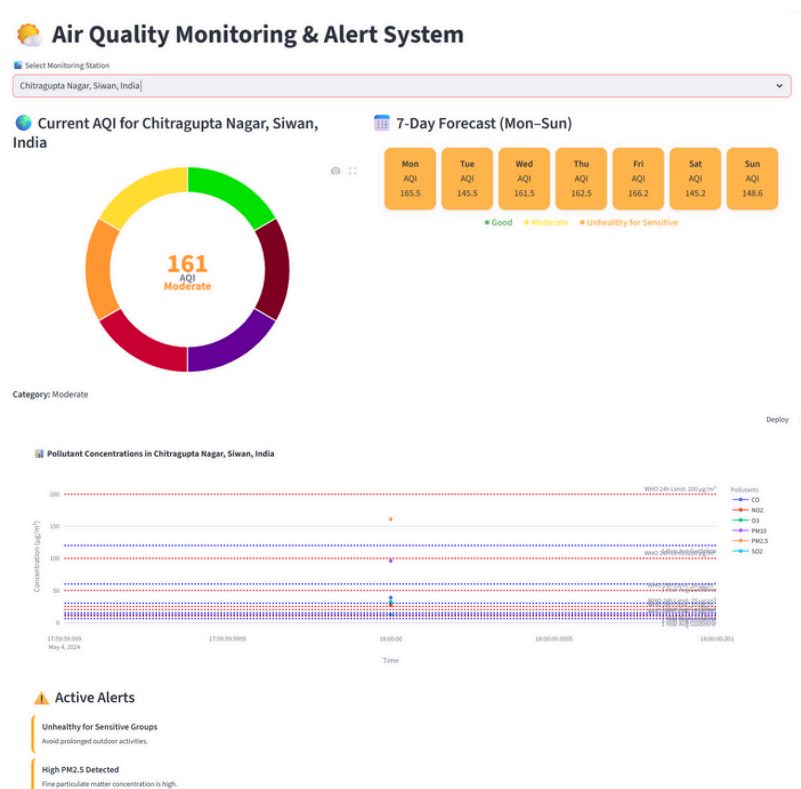 Air Quality Monitoring & Alert System
Select Monitoring Station
Chitragupta Nagar, Siwan, India
Current AQI for Chitragupta Nagar, Siwan, India
161
AQI
Moderate
Category: Moderate
7-Day Forecast (Mon–Sun)
Mon Tue Wed Thu Fri Sat Sun
AQI AQI AQI AQI AQI AQI AQI
165.5 145.5 161.5 162.5 166.2 145.2 148.6
Good Moderate Unhealthy for Sensitive
Deploy
Pollutant Concentrations in Chitragupta Nagar, Siwan, India
Concentration (µg/m³)
200
150
100
50
0
WHO 24h Limit: 200 µg/m³
17:59:59.999 17:59:59.9995 18:00:00 18:00:00.0005 18:00:00.001
May 4, 2024
Time
Pollutants
CO
NO2
O3
PM10
PM2.5
SO2
Active Alerts
Unhealthy for Sensitive Groups
Avoid prolonged outdoor activities.
High PM2.5 Detected
Fine particulate matter concentration is high.